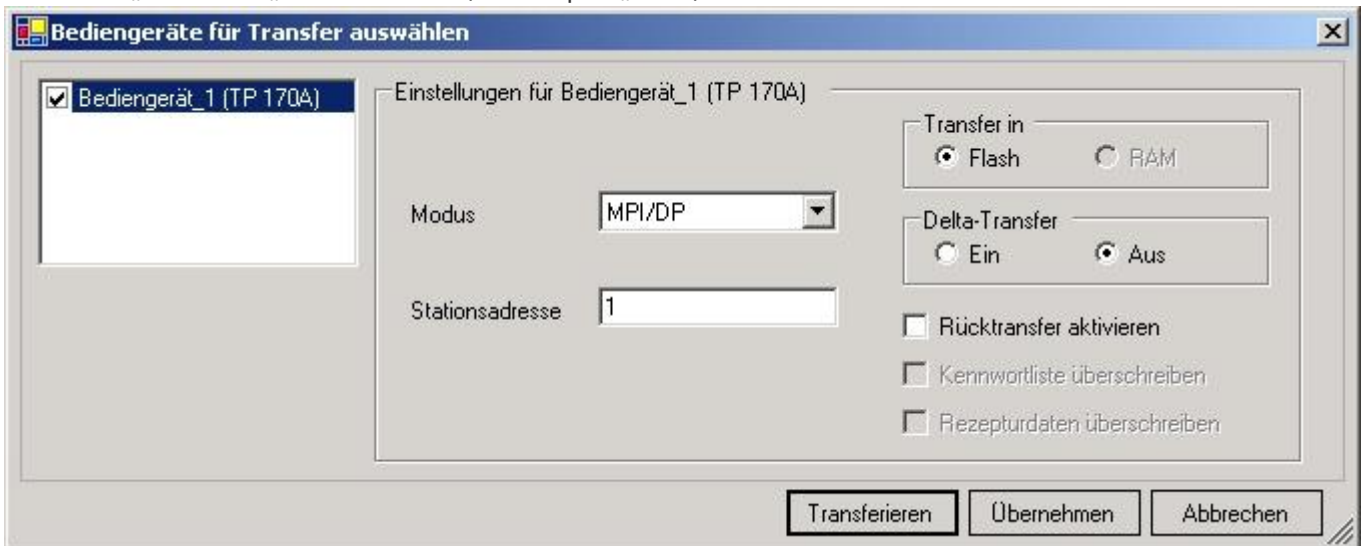 Bediengeräte für Transfer auswählen
Bediengerät_1 (TP 170A)
Einstellungen für Bediengerät_1 (TP 170A)
Modus
MPI/DP
Stationsadresse
1
Transfer in
Flash
RAM
Delta-Transfer
Ein
Aus
Rücktransfer aktivieren
Kennwortliste überschreiben
Rezepturdaten überschreiben
Transferieren
Übernehmen
Abbrechen